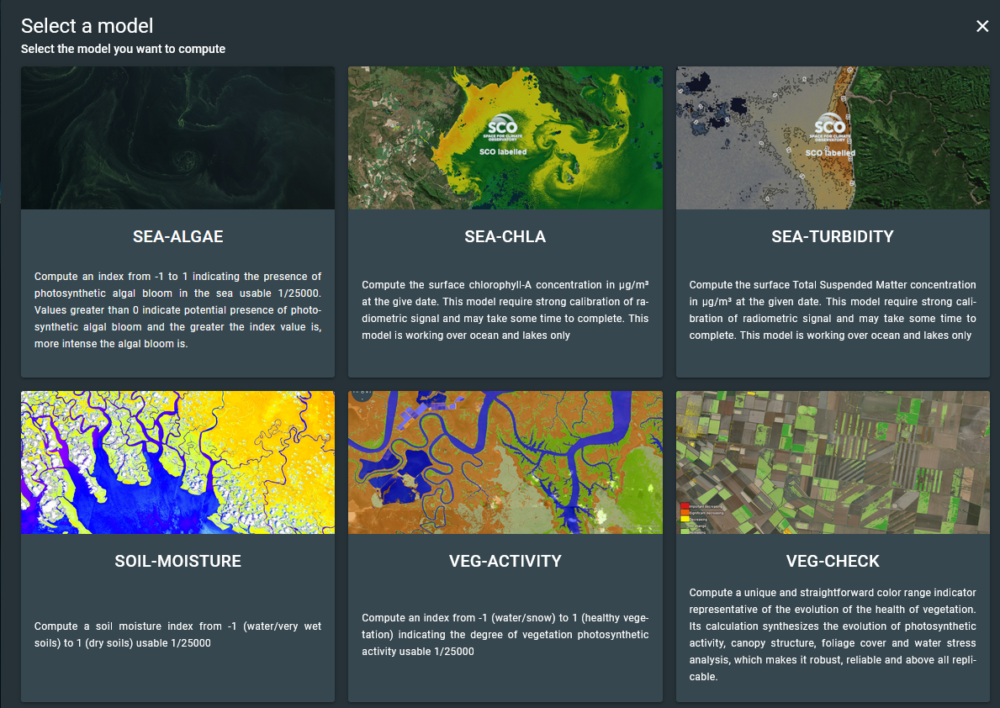 Select a model
Select the model you want to compute
SCO
SPACE FOR CLIMATE
OBSERVATORY
SCO labelled
SCO
SPACE FOR CLIMATE
OBSERVATORY
SCO labelled
SEA-ALGAE
Compute an index from -1 to 1 indicating the presence of
photosynthetic algal bloom in the sea usable 1/25000.
Values greater than 0 indicate potential presence of photo-
synthetic algal bloom and the greater the index value is,
more intense the algal bloom is.
SEA-CHLA
Compute the surface chlorophyll-A concentration in µg/m³
at the give date. This model require strong calibration of ra-
diometric signal and may take some time to complete. This
model is working over ocean and lakes only
SEA-TURBIDITY
Compute the surface Total Suspended Matter concentration
in µg/m³ at the given date. This model require strong cali-
bration of radiometric signal and may take some time to
complete. This model is working over ocean and lakes only
SOIL-MOISTURE
Compute a soil moisture index from -1 (water/very wet
soils) to 1 (dry soils) usable 1/25000
VEG-ACTIVITY
Compute an index from -1 (water/snow) to 1 (healthy vege-
tation) indicating the degree of vegetation photosynthetic
activity usable 1/25000
Important decreasing
Significant decreasing
Decreasing
VEG-CHECK
Compute a unique and straightforward color range indicator
representative of the evolution of the health of vegetation.
Its calculation synthesizes the evolution of photosynthetic
activity, canopy structure, foliage cover and water stress
analysis, which makes it robust, reliable and above all repli-
cable.